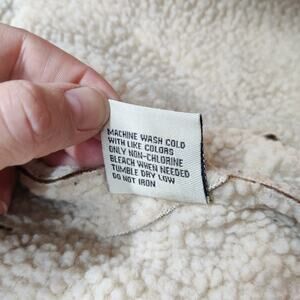 MACHINE WASH COLD
WITH LIKE COLORS
ONLY NON-CHLORINE
BLEACH WHEN NEEDED
TUMBLE DRY LOW
DO NOT IRON